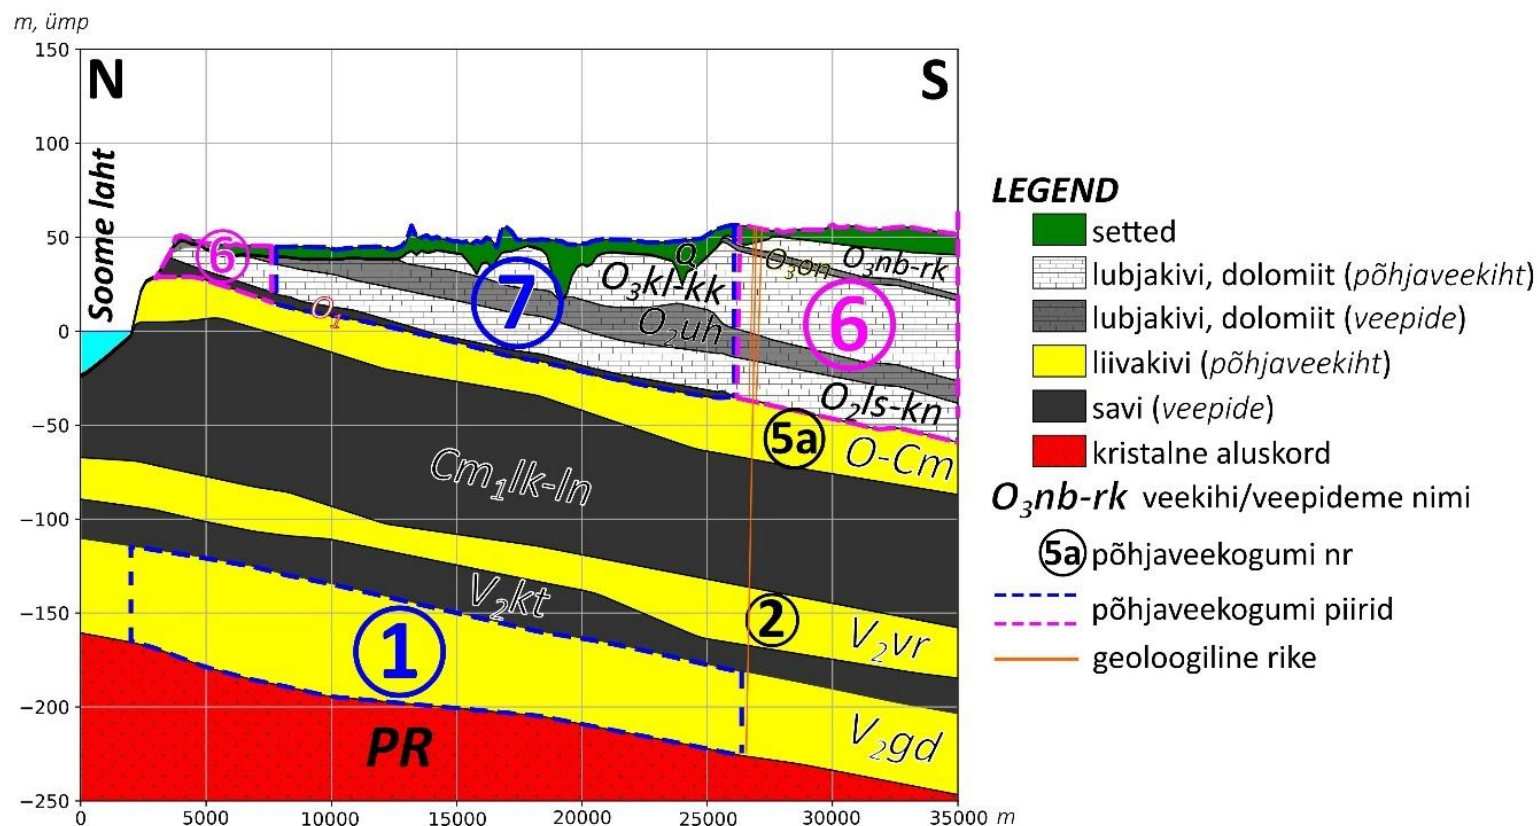 m, ümp
150
100
50
0
−50
−100
−150
−200
−250
N
S
Soome laht
6
7
6
Q
O₃kl-kk
O₃on
O₃nb-rk
O₁
O₂uh
O₂ls-kn
5a
O-Cm
Cm₁lk-ln
2
V₂kt
V₂vr
1
V₂gd
PR
0 5000 10000 15000 20000 25000 30000 35000 m
LEGEND
setted
lubjakivi, dolomiit (põhjaveekiht)
lubjakivi, dolomiit (veepide)
liivakivi (põhjaveekiht)
savi (veepide)
kristalne aluskord
O₃nb-rk veekihi/veepideme nimi
5a põhjaveekogumi nr
põhjaveekogumi piirid
geoloogiline rike